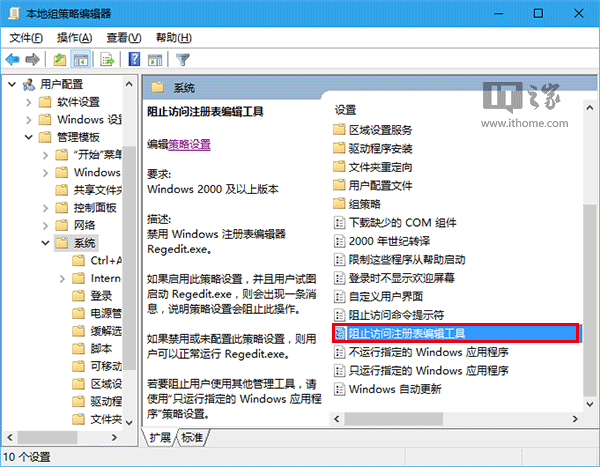 本地组策略编辑器
文件(F) 操作(A) 查看(V) 帮助(H)
用户配置
软件设置
Windows 设
管理模板
"开始"菜单
Windows
共享文件夹
控制面板
网络
系统
Ctrl+A
Interne
登录
电源管
缓解选
脚本
可移动
区域设
驱动程
文件夹
系统
阻止访问注册表编辑工具
编辑策略设置
要求:
Windows 2000 及以上版本
描述:
禁用 Windows 注册表编辑器
Regedit.exe。
如果启用此策略设置，并且用户试图
启动 Regedit.exe，则会出现一条消
息，说明策略设置会阻止此操作。
如果禁用或未配置此策略设置，则用
户可以正常运行 Regedit.exe。
若要阻止用户使用其他管理工具，请
使用"只运行指定的 Windows 应用程
序"策略设置。
设置
区域设置服务
驱动程序安装
文件夹重定向
用户配置文件
组策略
下载缺少的 COM 组件
2000 年世纪转译
限制这些程序从帮助启动
登录时不显示欢迎屏幕
自定义用户界面
阻止访问命令提示符
阻止访问注册表编辑工具
不运行指定的 Windows 应用程序
只运行指定的 Windows 应用程序
Windows 自动更新
IT之家
www.ithome.com
扩展 标准
10 个设置